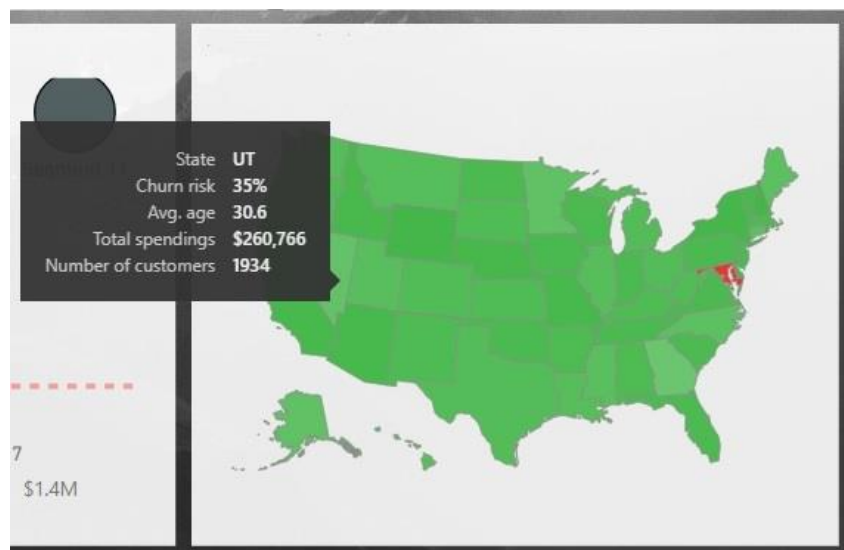 State UT
Churn risk 35%
Avg. age 30.6
Total spendings $260,766
Number of customers 1934
7
$1.4M